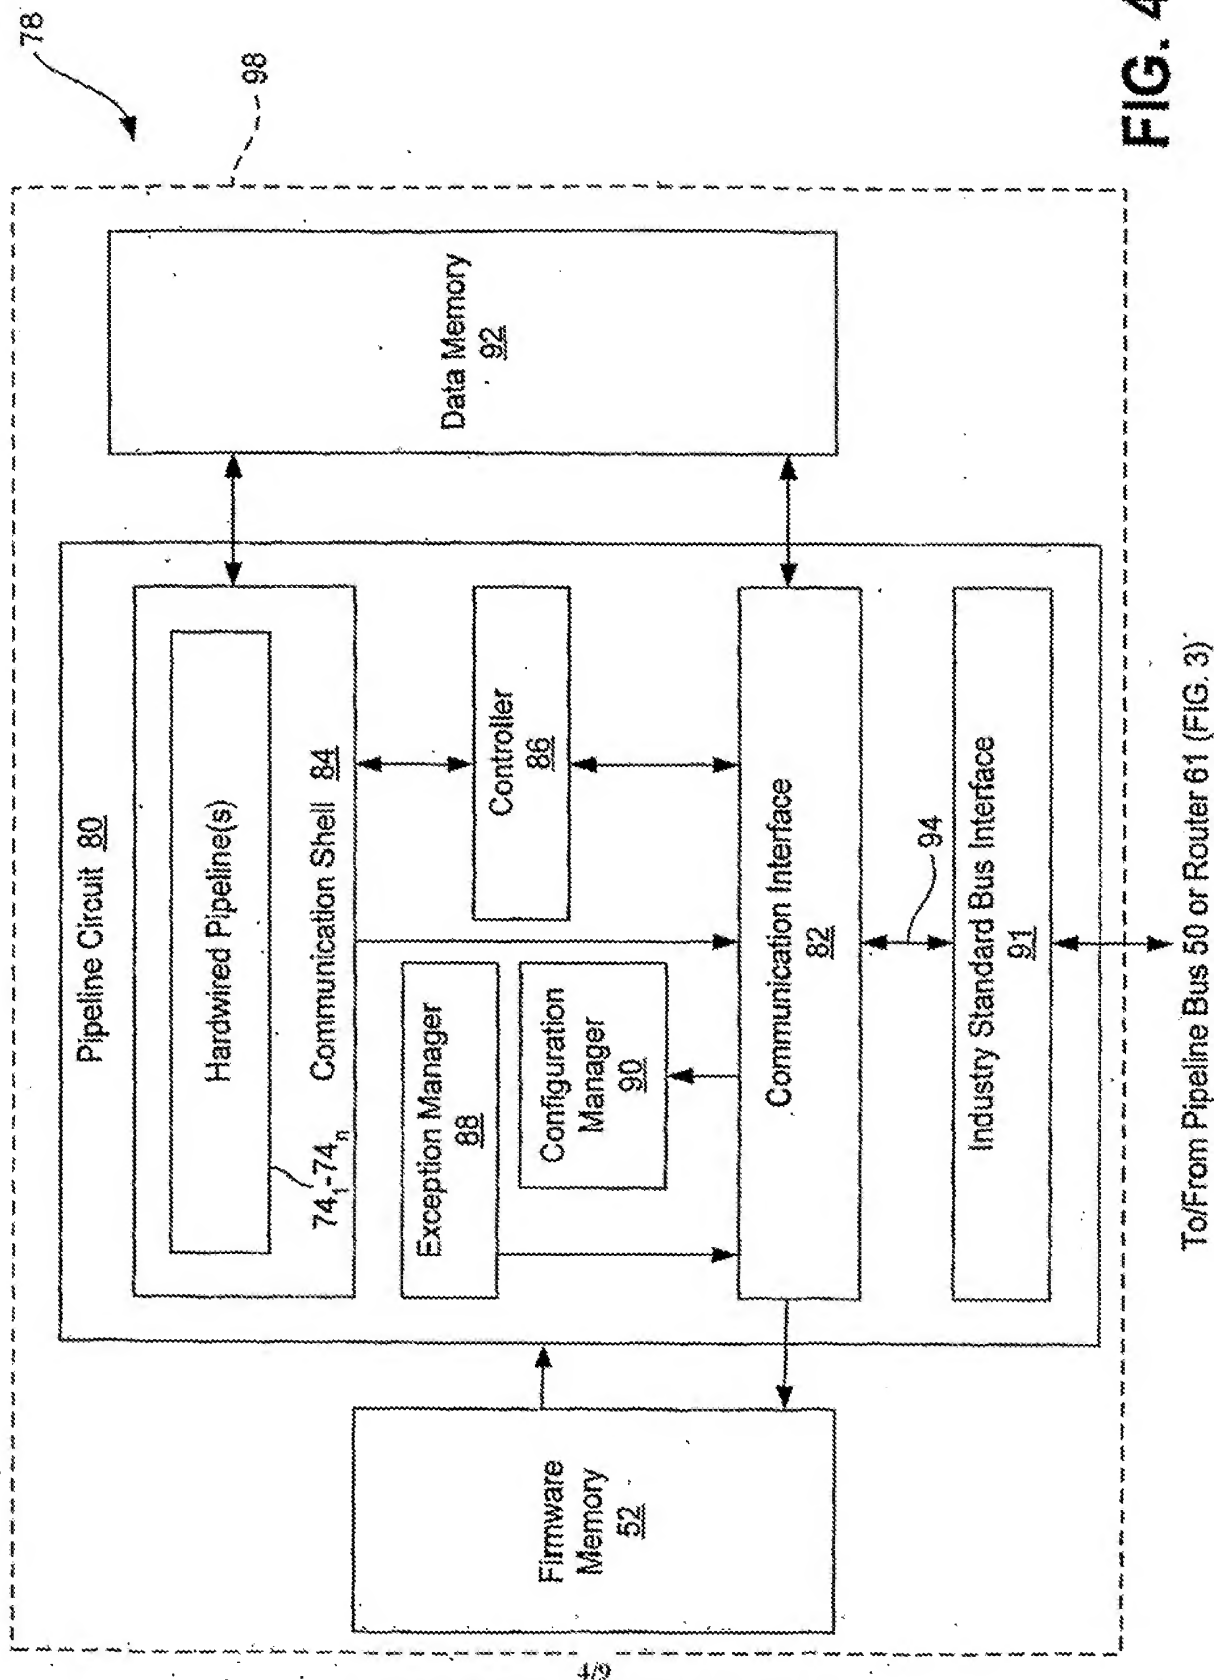 78
98
Pipeline Circuit 80
Hardwired Pipeline(s)
74₁-74ₙ
Communication Shell 84
Exception Manager
88
Controller
86
Configuration
Manager
90
Communication Interface
82
94
Industry Standard Bus Interface
91
Firmware
Memory
52
Data Memory
92
To/From Pipeline Bus 50 or Router 61 (FIG. 3)
FIG. 4